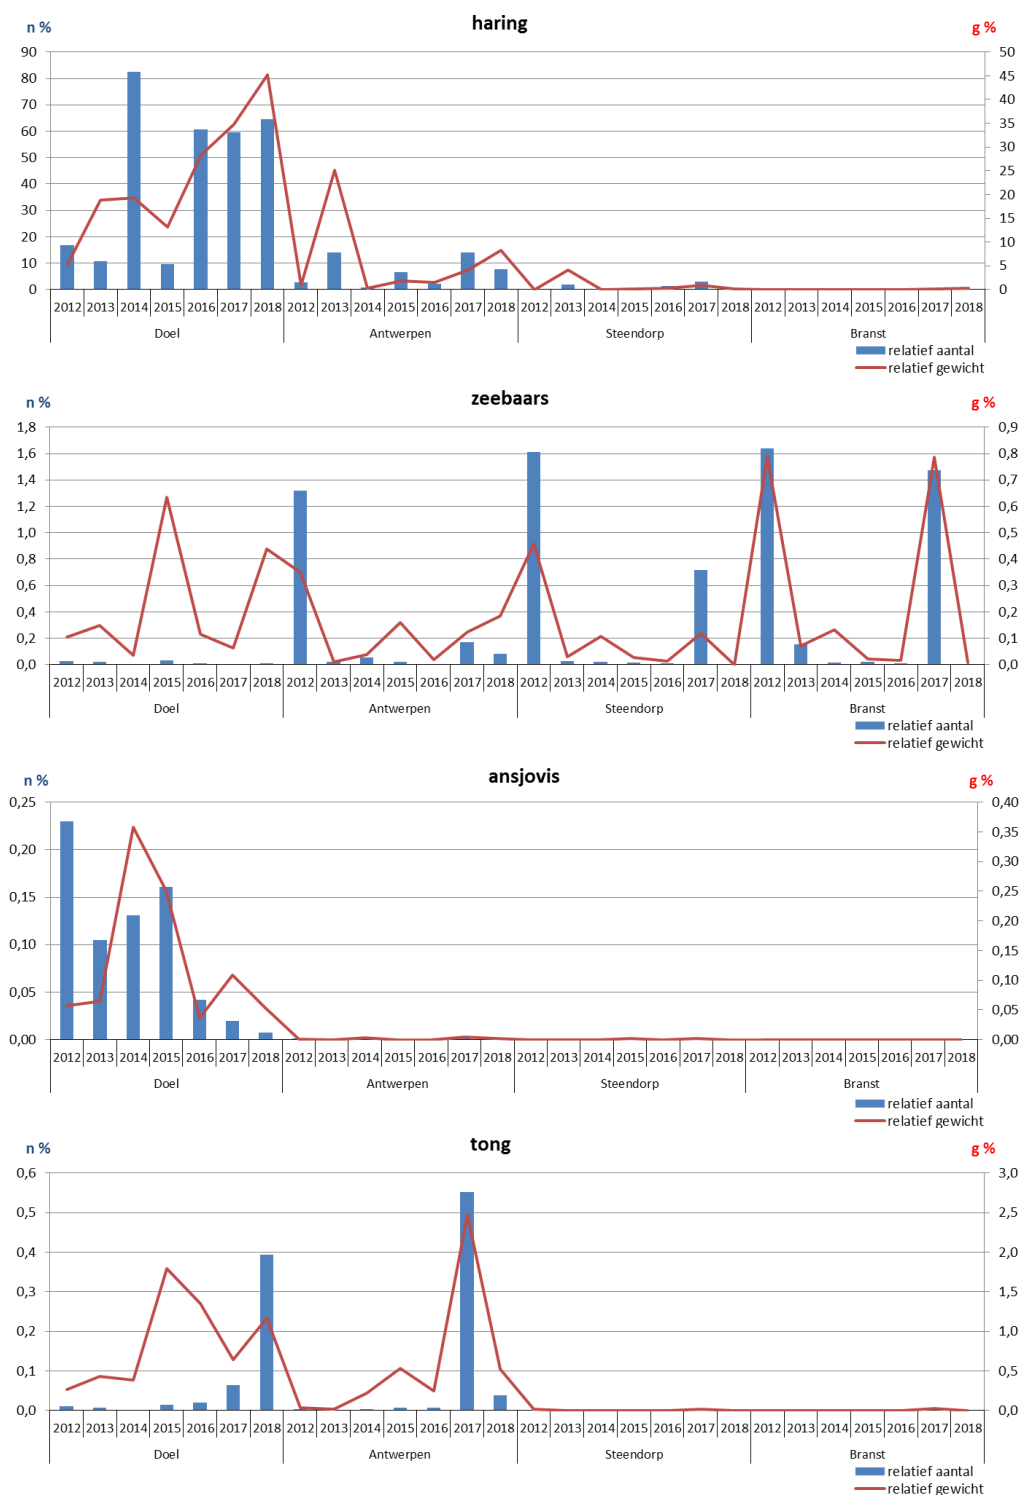 haring
n % g %
90 50
80 45
70 40
60 35
50 30
40 25
30 20
20 15
10 10
0 5
0
2012 2013 2014 2015 2016 2017 2018 2012 2013 2014 2015 2016 2017 2018 2012 2013 2014 2015 2016 2017 2018 2012 2013 2014 2015 2016 2017 2018
Doel Antwerpen Steendorp Branst
relatief aantal
relatief gewicht
zeebaars
n % g %
1,8 0,9
1,6 0,8
1,4 0,7
1,2 0,6
1,0 0,5
0,8 0,4
0,6 0,3
0,4 0,2
0,2 0,1
0,0 0,0
2012 2013 2014 2015 2016 2017 2018 2012 2013 2014 2015 2016 2017 2018 2012 2013 2014 2015 2016 2017 2018 2012 2013 2014 2015 2016 2017 2018
Doel Antwerpen Steendorp Branst
relatief aantal
relatief gewicht
ansjovis
n % g %
0,25 0,40
0,20 0,35
0,15 0,30
0,10 0,25
0,05 0,20
0,00 0,15
0,10
0,05
0,00
2012 2013 2014 2015 2016 2017 2018 2012 2013 2014 2015 2016 2017 2018 2012 2013 2014 2015 2016 2017 2018 2012 2013 2014 2015 2016 2017 2018
Doel Antwerpen Steendorp Branst
relatief aantal
relatief gewicht
tong
n % g %
0,6 3,0
0,5 2,5
0,4 2,0
0,3 1,5
0,2 1,0
0,1 0,5
0,0 0,0
2012 2013 2014 2015 2016 2017 2018 2012 2013 2014 2015 2016 2017 2018 2012 2013 2014 2015 2016 2017 2018 2012 2013 2014 2015 2016 2017 2018
Doel Antwerpen Steendorp Branst
relatief aantal
relatief gewicht